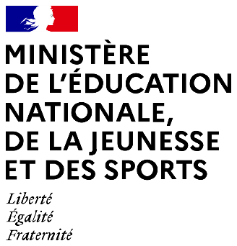 MINISTÈRE
DE L'ÉDUCATION
NATIONALE,
DE LA JEUNESSE
ET DES SPORTS
Liberté
Égalité
Fraternité